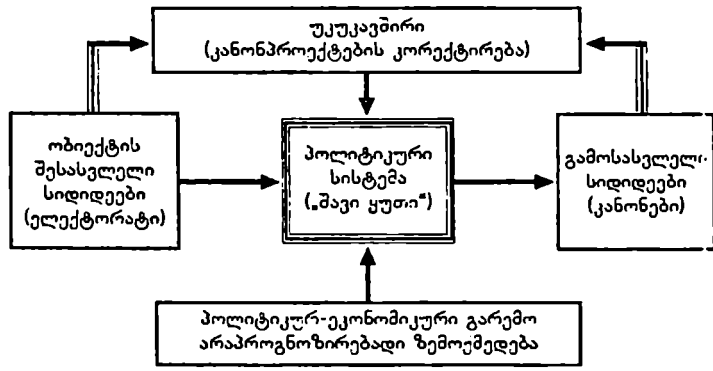 უკუკავშირი
(კანონპროექტების კორექტირება)
ობიექტის
შესასვლელი
სიდიდეები
(ელექტორატი)
პოლიტიკური
სისტემა
(„შავი ყუთი“)
გამოსასვლელი
სიდიდეები
(კანონები)
პოლიტიკურ-ეკონომიკური გარემო
არაპროგნოზირებადი ზემოქმედება